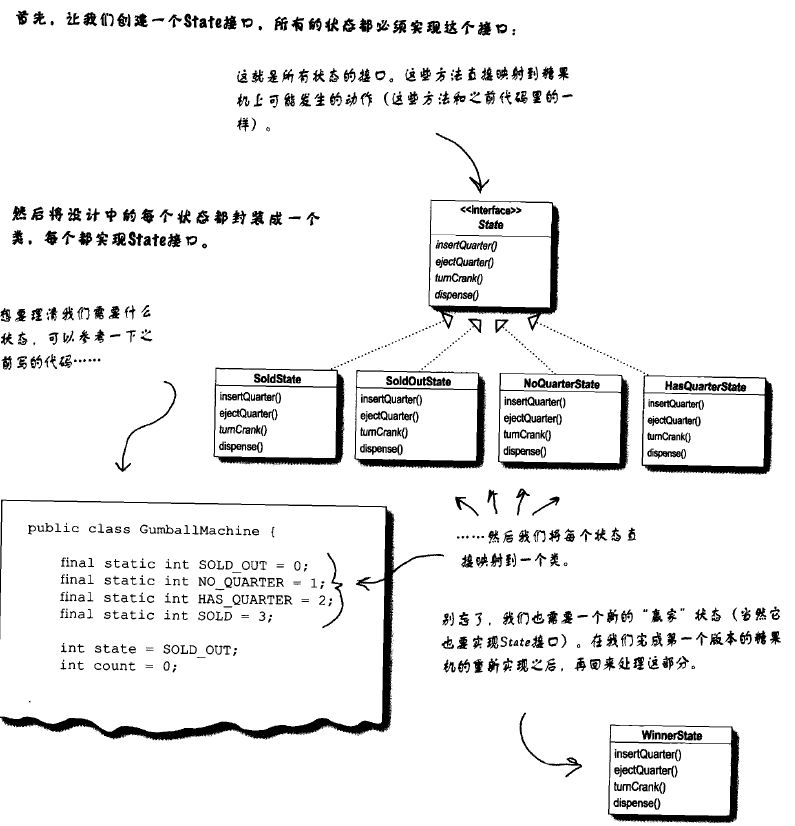 首先，让我们创建一个State接口，所有的状态都必须实现这个接口：
这就是所有状态的接口。这些方法直接映射到糖果
机上可能发生的动作（这些方法和之前代码里的一
样）。
<<interface>>
State
insertQuarter()
ejectQuarter()
turnCrank()
dispense()
然后将设计中的每个状态都封装成一个
类，每个都实现State接口。
想要理清我们需要什么
状态，可以参考一下之
前写的代码……
SoldState
insertQuarter()
ejectQuarter()
turnCrank()
dispense()
SoldOutState
insertQuarter()
ejectQuarter()
turnCrank()
dispense()
NoQuarterState
insertQuarter()
ejectQuarter()
turnCrank()
dispense()
HasQuarterState
insertQuarter()
ejectQuarter()
turnCrank()
dispense()
public class GumballMachine {
final static int SOLD_OUT = 0;
final static int NO_QUARTER = 1;
final static int HAS_QUARTER = 2;
final static int SOLD = 3;
int state = SOLD_OUT;
int count = 0;
……然后我们将每个状态直
接映射到一个类。
别忘了，我们也需要一个新的“赢家”状态（当然它
也要实现State接口）。在我们完成第一个版本的糖果
机的重新实现之后，再回来处理这部分。
WinnerState
insertQuarter()
ejectQuarter()
turnCrank()
dispense()